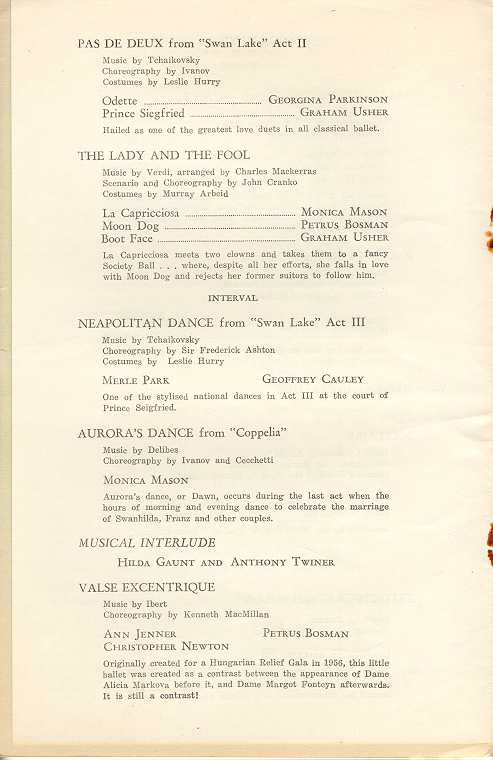 PAS DE DEUX from "Swan Lake" Act II
Music by Tchaikovsky
Choreography by Ivanov
Costumes by Leslie Hurry
Odette ........................................ Georgina Parkinson
Prince Siegfried .................................... Graham Usher
Hailed as one of the greatest love duets in all classical ballet.
THE LADY AND THE FOOL
Music by Verdi, arranged by Charles Mackerras
Scenario and Choreography by John Cranko
Costumes by Murray Arbeid
La Capricciosa ..................................... Monica Mason
Moon Dog ............................................. Petrus Bosman
Boot Face ............................................... Graham Usher
La Capricciosa meets two clowns and takes them to a fancy
Society Ball . . . where, despite all her efforts, she falls in love
with Moon Dog and rejects her former suitors to follow him.
INTERVAL
NEAPOLITAN DANCE from "Swan Lake" Act III
Music by Tchaikovsky
Choreography by Sir Frederick Ashton
Costumes by Leslie Hurry
Merle Park Geoffrey Cauley
One of the stylised national dances in Act III at the court of
Prince Seigfried.
AURORA'S DANCE from "Coppelia"
Music by Delibes
Choreography by Ivanov and Cecchetti
Monica Mason
Aurora's dance, or Dawn, occurs during the last act when the
hours of morning and evening dance to celebrate the marriage
of Swanhilda, Franz and other couples.
MUSICAL INTERLUDE
Hilda Gaunt and Anthony Twiner
VALSE EXCENTRIQUE
Music by Ibert
Choreography by Kenneth MacMillan
Ann Jenner Petrus Bosman
Christopher Newton
Originally created for a Hungarian Relief Gala in 1956, this little
ballet was created as a contrast between the appearance of Dame
Alicia Markova before it, and Dame Margot Fonteyn afterwards.
It is still a contrast!